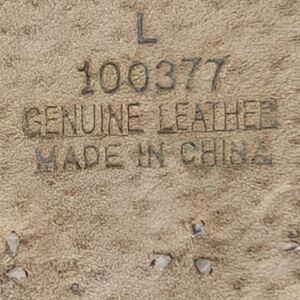 L
100377
GENUINE LEATHER
MADE IN CHINA